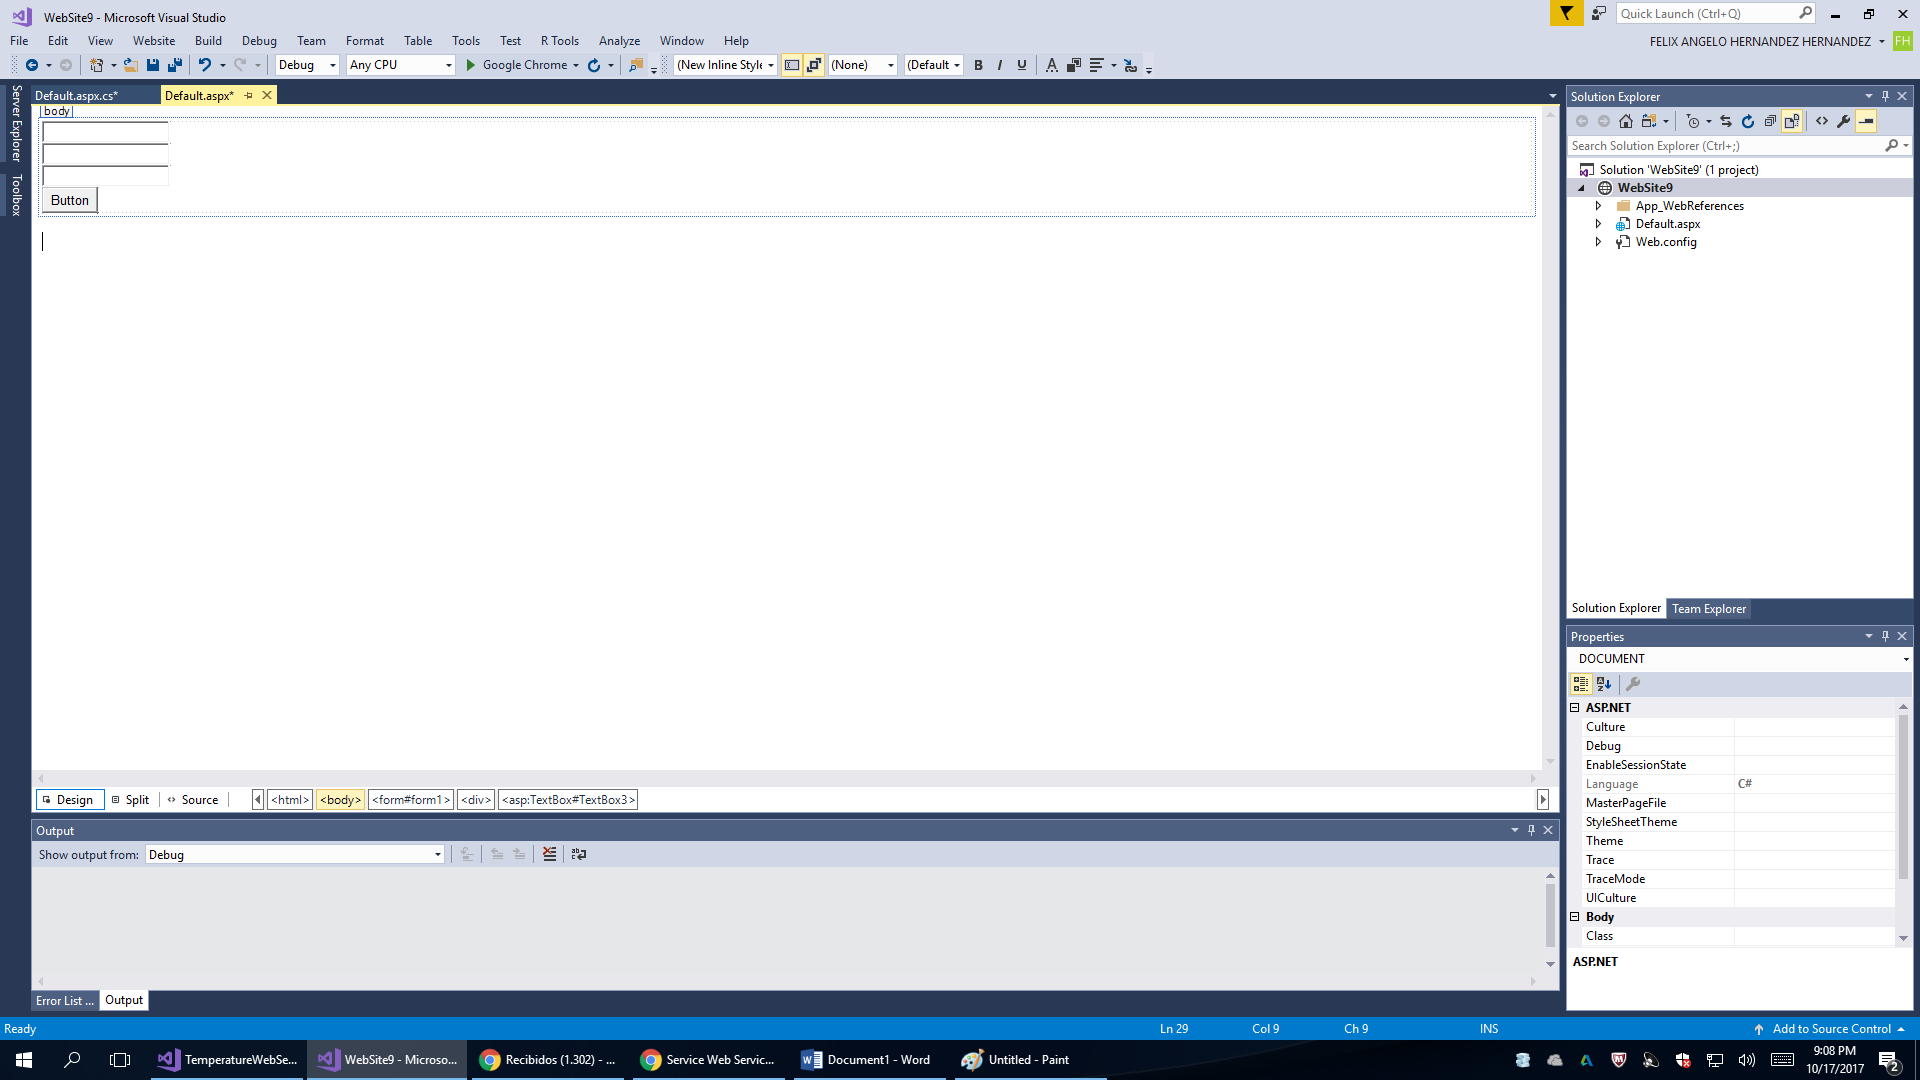 WebSite9 - Microsoft Visual Studio
Quick Launch (Ctrl+Q)
File Edit View Website Build Debug Team Format Table Tools Test R Tools Analyze Window Help
FELIX ANGELO HERNANDEZ HERNANDEZ FH
Debug Any CPU Google Chrome (New Inline Style (None) (Default B I U A
Server Explorer
Toolbox
Default.aspx.cs* Default.aspx*
body
Button
Solution Explorer
Search Solution Explorer (Ctrl+;)
Solution 'WebSite9' (1 project)
WebSite9
App_WebReferences
Default.aspx
Web.config
Solution Explorer Team Explorer
Properties
DOCUMENT
ASP.NET
Culture
Debug
EnableSessionState
Language C#
MasterPageFile
StyleSheetTheme
Theme
Trace
TraceMode
UICulture
Body
Class
ASP.NET
Design Split Source <html> <body> <form#form1> <div> <asp:TextBox#TextBox3>
Output
Show output from: Debug
Error List ... Output
Ready Ln 29 Col 9 Ch 9 INS Add to Source Control
TemperatureWebSe... WebSite9 - Microso... Recibidos (1.302) - ... Service Web Servic... Document1 - Word Untitled - Paint
9:08 PM
10/17/2017
2